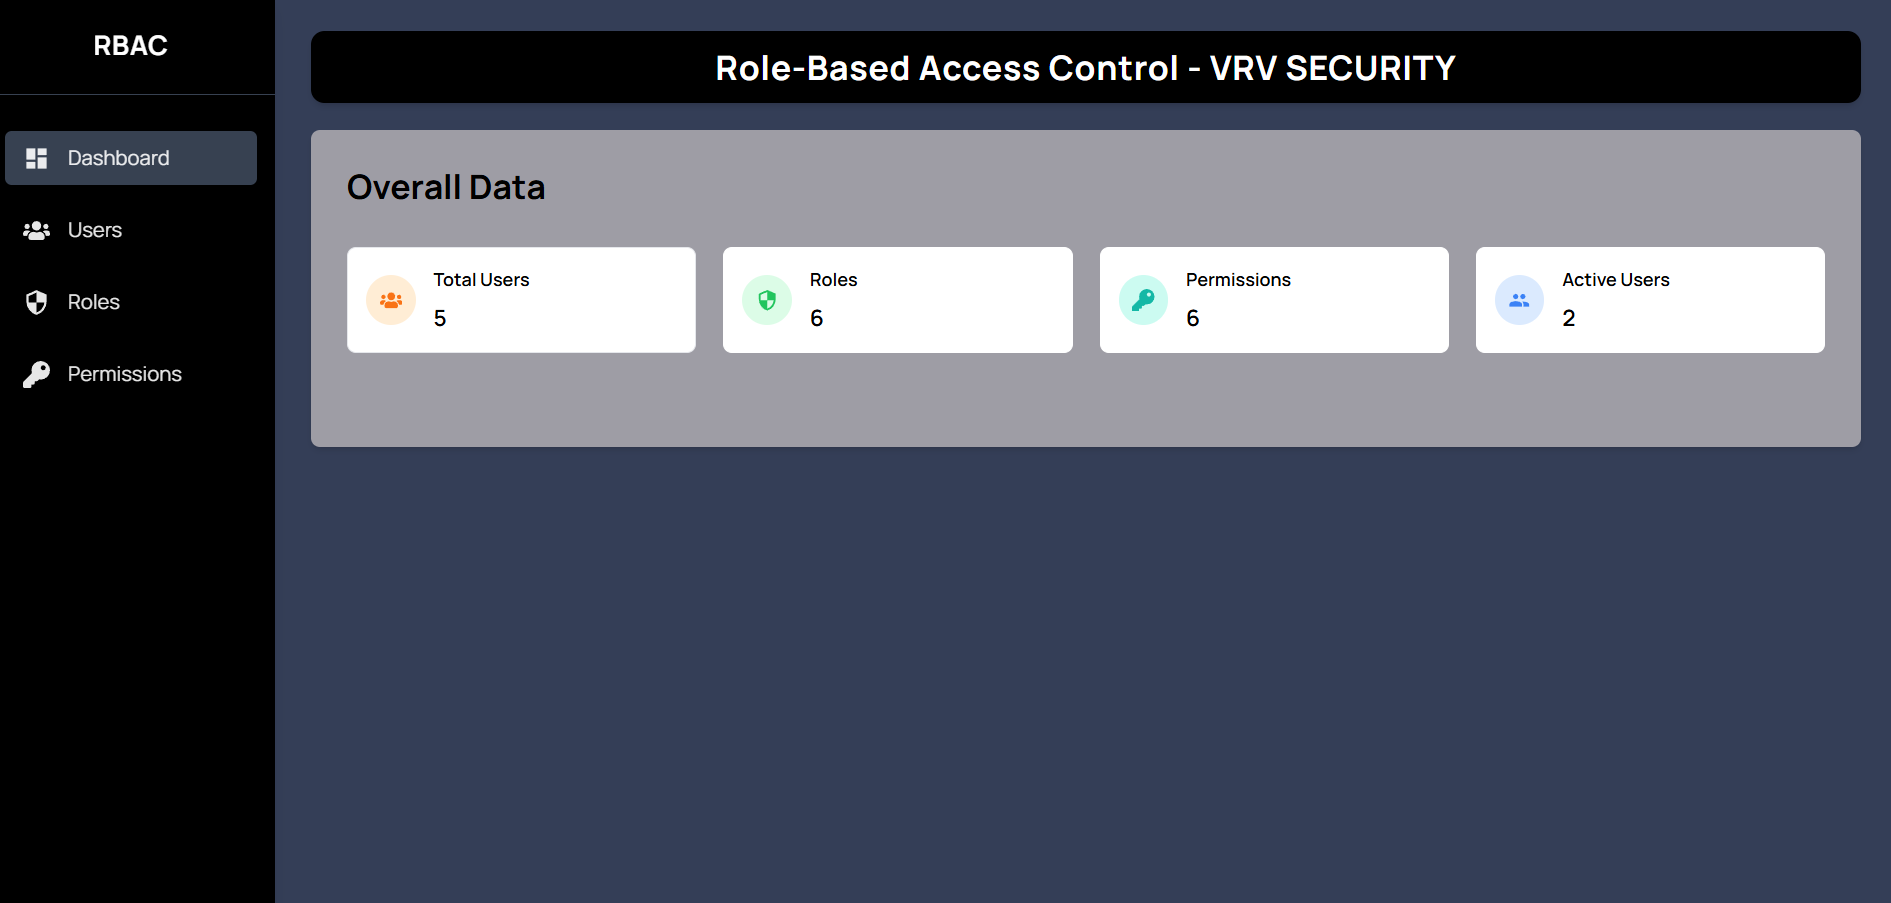 RBAC
Dashboard
Users
Roles
Permissions
Role-Based Access Control - VRV SECURITY
Overall Data
Total Users
5
Roles
6
Permissions
6
Active Users
2